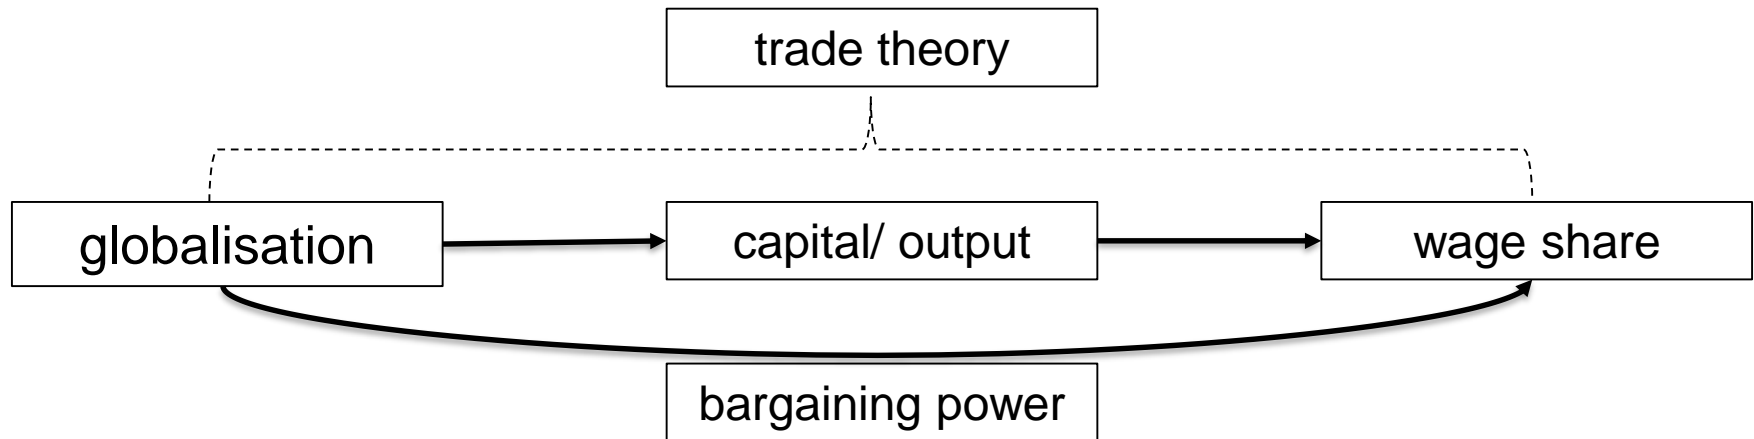 trade theory
globalisation
capital/ output
wage share
bargaining power